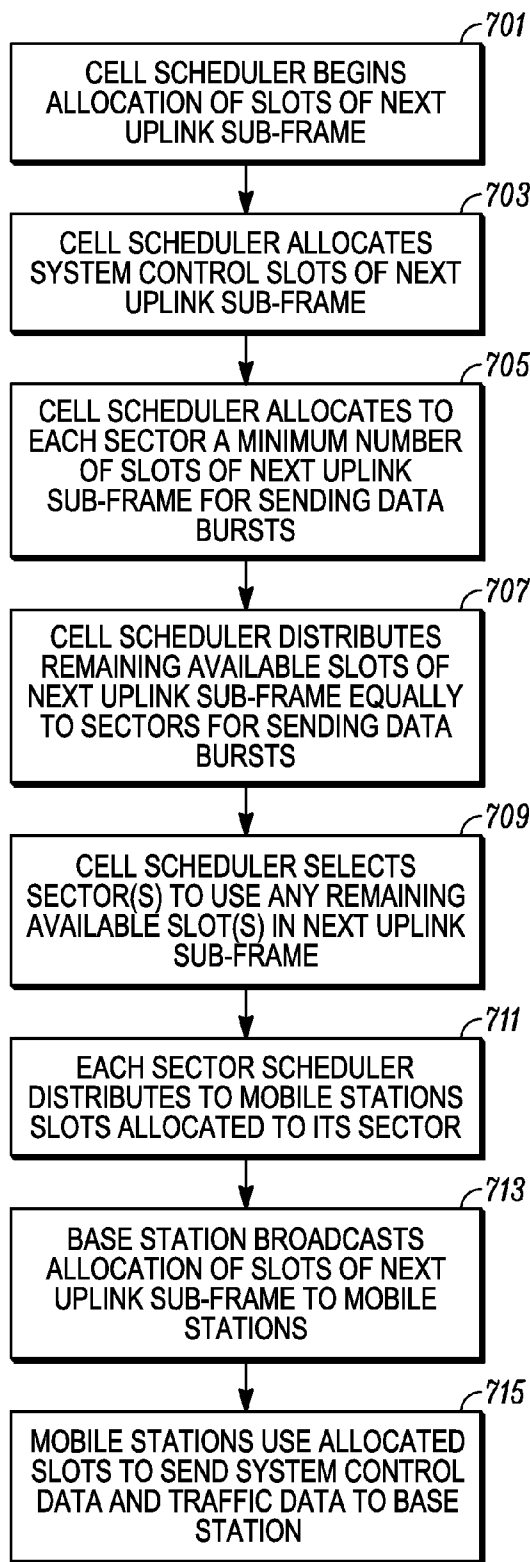 701
CELL SCHEDULER BEGINS
ALLOCATION OF SLOTS OF NEXT
UPLINK SUB-FRAME
703
CELL SCHEDULER ALLOCATES
SYSTEM CONTROL SLOTS OF NEXT
UPLINK SUB-FRAME
705
CELL SCHEDULER ALLOCATES TO
EACH SECTOR A MINIMUM NUMBER
OF SLOTS OF NEXT UPLINK
SUB-FRAME FOR SENDING DATA
BURSTS
707
CELL SCHEDULER DISTRIBUTES
REMAINING AVAILABLE SLOTS OF
NEXT UPLINK SUB-FRAME EQUALLY
TO SECTORS FOR SENDING DATA
BURSTS
709
CELL SCHEDULER SELECTS
SECTOR(S) TO USE ANY REMAINING
AVAILABLE SLOT(S) IN NEXT UPLINK
SUB-FRAME
711
EACH SECTOR SCHEDULER
DISTRIBUTES TO MOBILE STATIONS
SLOTS ALLOCATED TO ITS SECTOR
713
BASE STATION BROADCASTS
ALLOCATION OF SLOTS OF NEXT
UPLINK SUB-FRAME TO MOBILE
STATIONS
715
MOBILE STATIONS USE ALLOCATED
SLOTS TO SEND SYSTEM CONTROL
DATA AND TRAFFIC DATA TO BASE
STATION